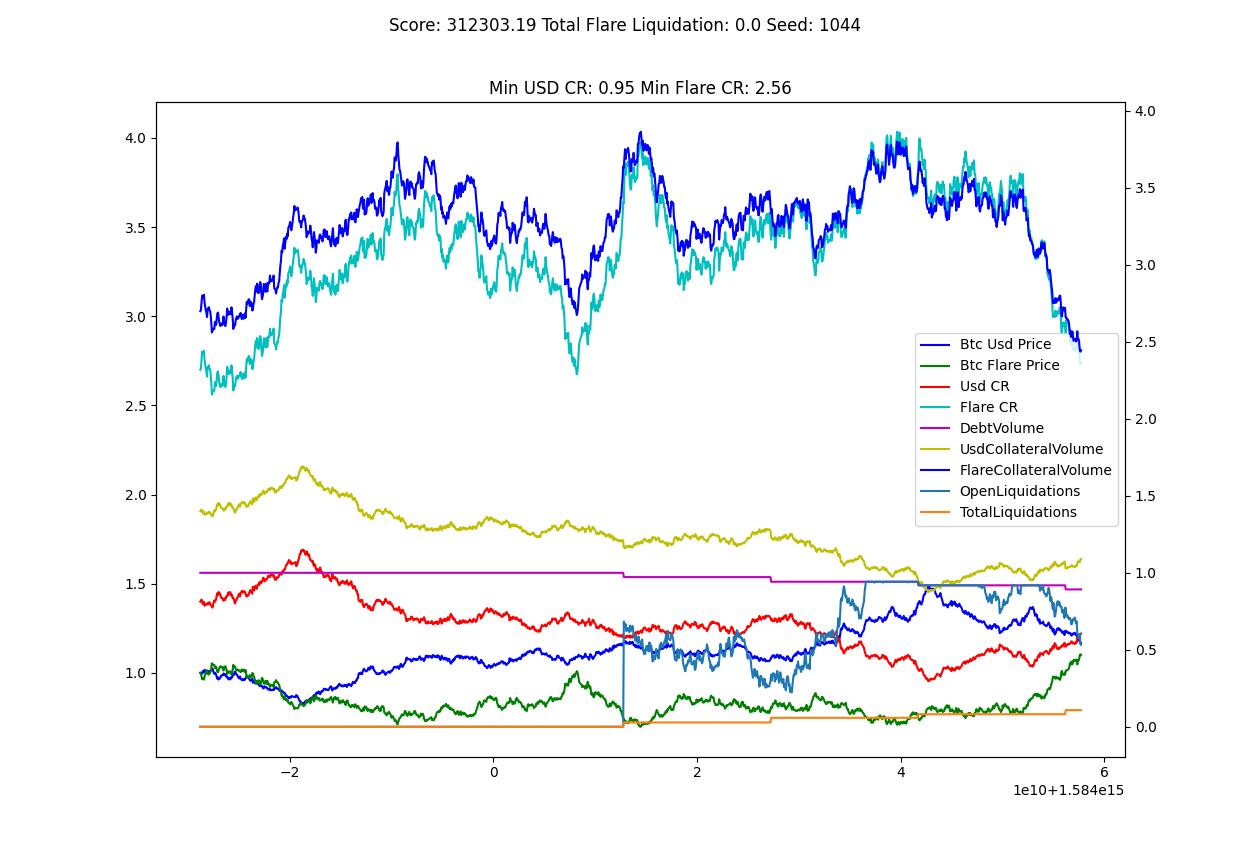 Score: 312303.19 Total Flare Liquidation: 0.0 Seed: 1044
Min USD CR: 0.95 Min Flare CR: 2.56
4.0
3.5
3.0
2.5
2.0
1.5
1.0
4.0
3.5
3.0
2.5
2.0
1.5
1.0
0.5
0.0
Btc Usd Price
Btc Flare Price
Usd CR
Flare CR
DebtVolume
UsdCollateralVolume
FlareCollateralVolume
OpenLiquidations
TotalLiquidations
−2 0 2 4 6
1e10+1.584e15